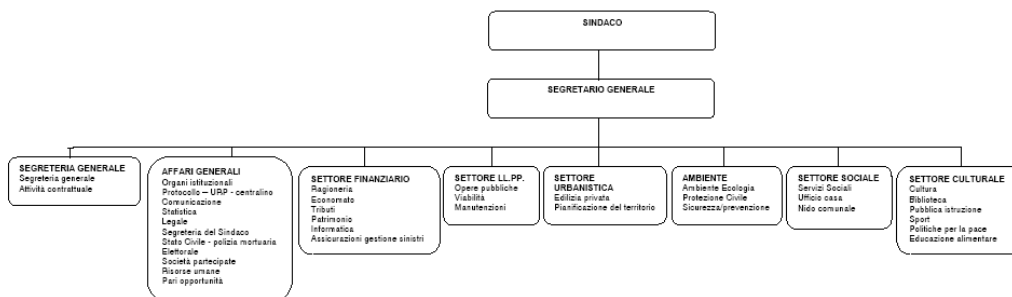 SINDACO
SEGRETARIO GENERALE
SEGRETERIA GENERALE
Segreteria generale
Attività contrattuale
AFFARI GENERALI
Organi istituzionali
Protocollo – URP - centralino
Comunicazione
Statistica
Legale
Segreteria del Sindaco
Stato Civile - polizia mortuaria
Elettorale
Società partecipate
Risorse umane
Pari opportunità
SETTORE FINANZIARIO
Ragioneria
Economato
Tributi
Patrimonio
Informatica
Assicurazioni gestione sinistri
SETTORE LL.PP.
Opere pubbliche
Viabilità
Manutenzioni
SETTORE
URBANISTICA
Edilizia privata
Pianificazione del territorio
AMBIENTE
Ambiente Ecologia
Protezione Civile
Sicurezza/prevenzione
SETTORE SOCIALE
Servizi Sociali
Ufficio casa
Nido comunale
SETTORE CULTURALE
Cultura
Biblioteca
Pubblica istruzione
Sport
Politiche per la pace
Educazione alimentare